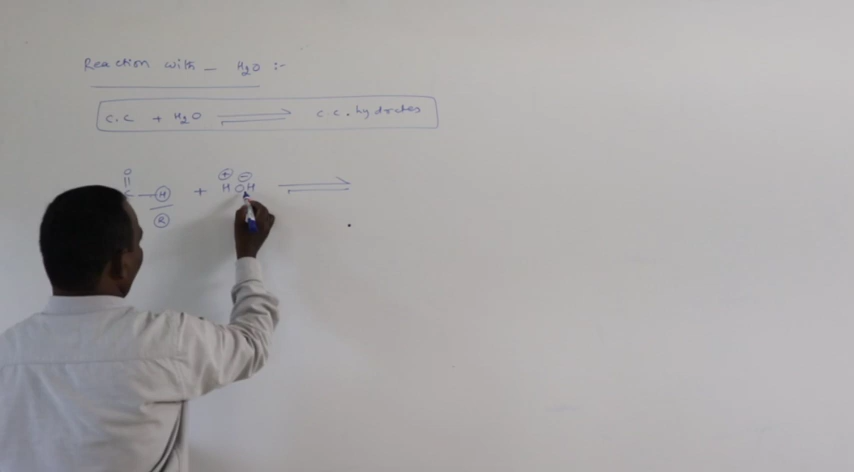 Reaction with - H₂O :-
C.C + H₂O ⇌ C.C. hydrates
O
||
C — H + H OH ⇌
⊕ ⊖
R